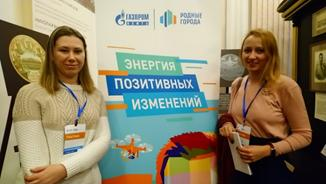 ГАЗПРОМ
НЕФТЬ
РОДНЫЕ
ГОРОДА
ЭНЕРГИЯ
ПОЗИТИВНЫХ
ИЗМЕНЕНИЙ